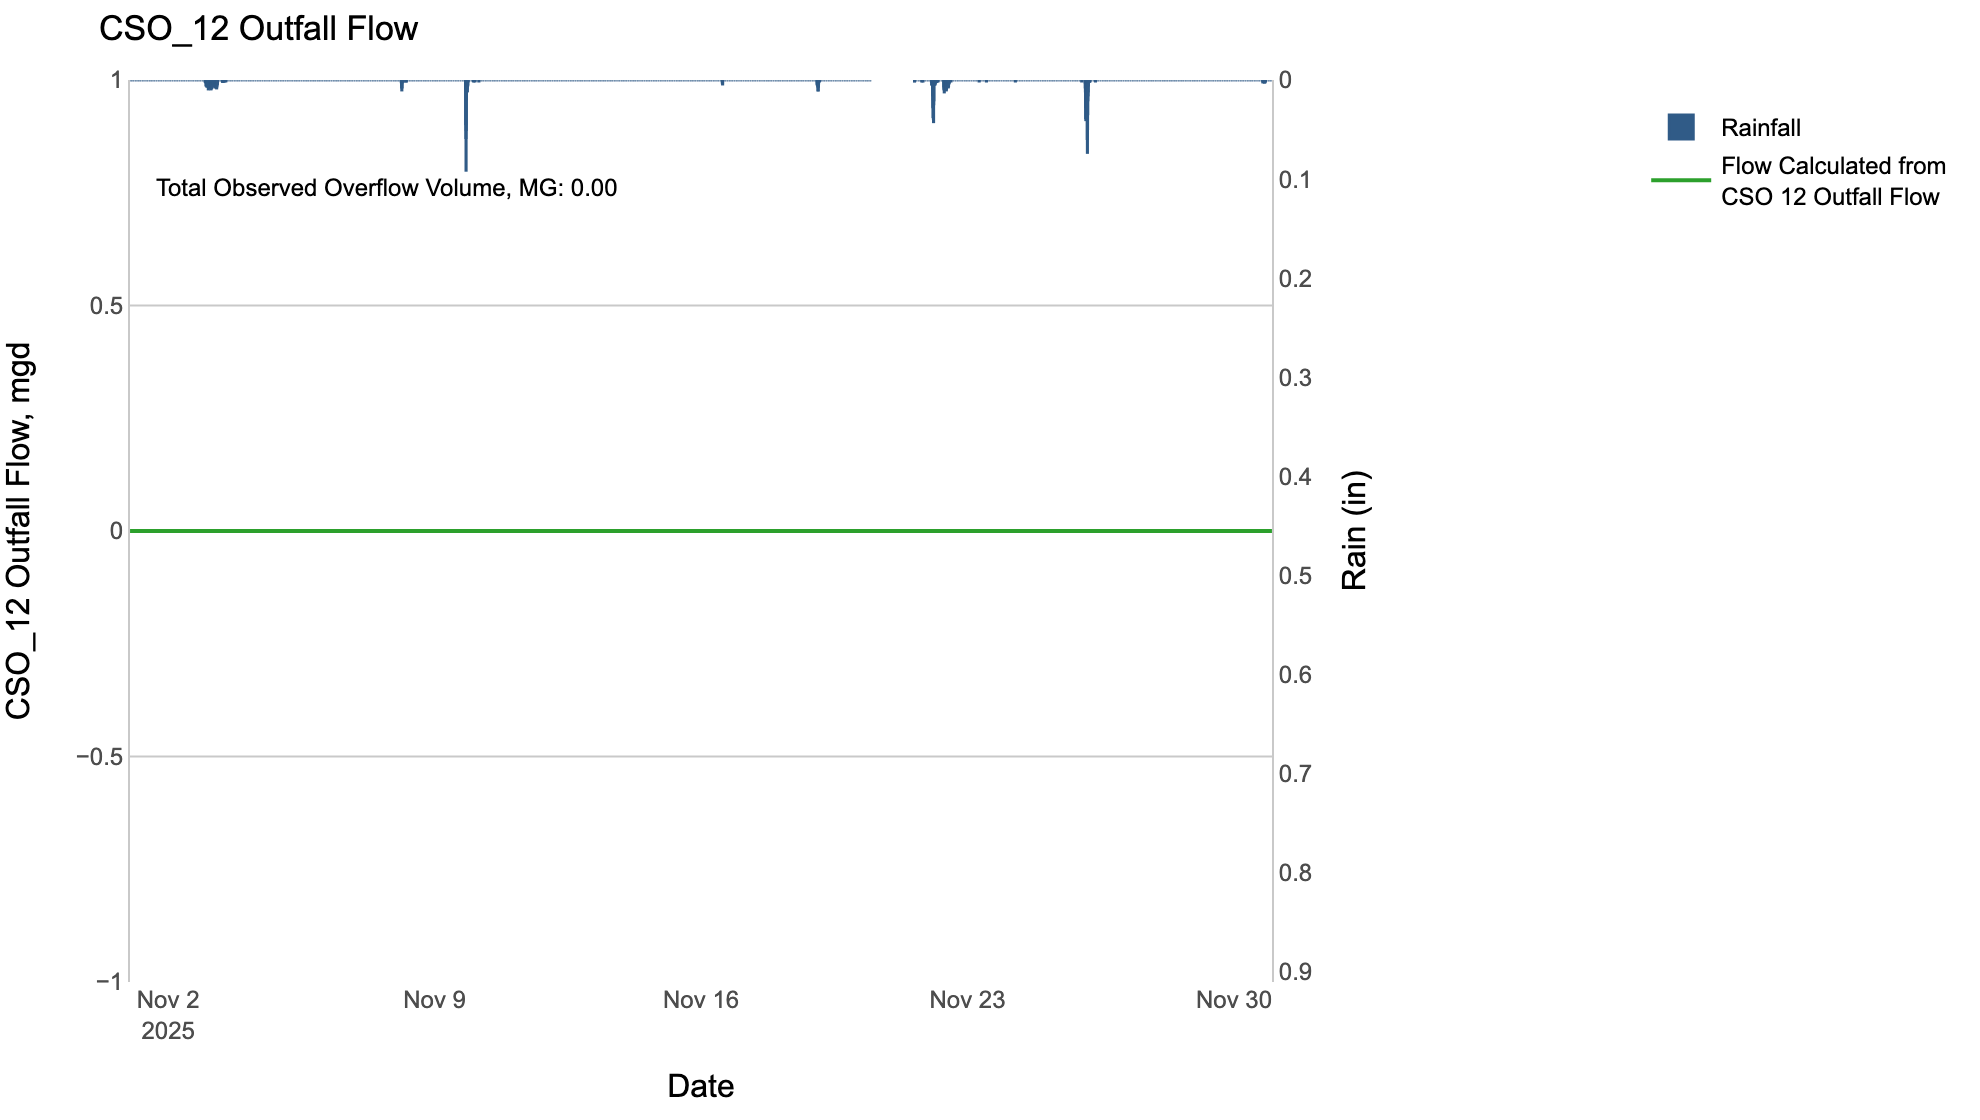 CSO_12 Outfall Flow
1
0.5
0
−0.5
−1
CSO_12 Outfall Flow, mgd
Total Observed Overflow Volume, MG: 0.00
0
0.1
0.2
0.3
0.4
0.5
0.6
0.7
0.8
0.9
Rain (in)
Nov 2
2025
Nov 9
Nov 16
Nov 23
Nov 30
Date
Rainfall
Flow Calculated from
CSO 12 Outfall Flow